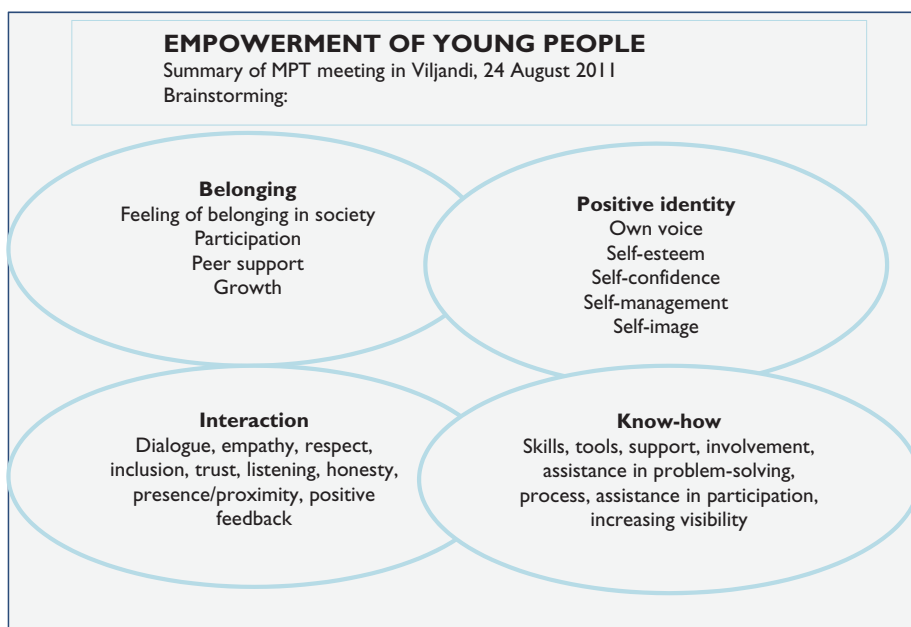 EMPOWERMENT OF YOUNG PEOPLE
Summary of MPT meeting in Viljandi, 24 August 2011
Brainstorming:
Belonging
Feeling of belonging in society
Participation
Peer support
Growth
Positive identity
Own voice
Self-esteem
Self-confidence
Self-management
Self-image
Interaction
Dialogue, empathy, respect,
inclusion, trust, listening, honesty,
presence/proximity, positive
feedback
Know-how
Skills, tools, support, involvement,
assistance in problem-solving,
process, assistance in participation,
increasing visibility